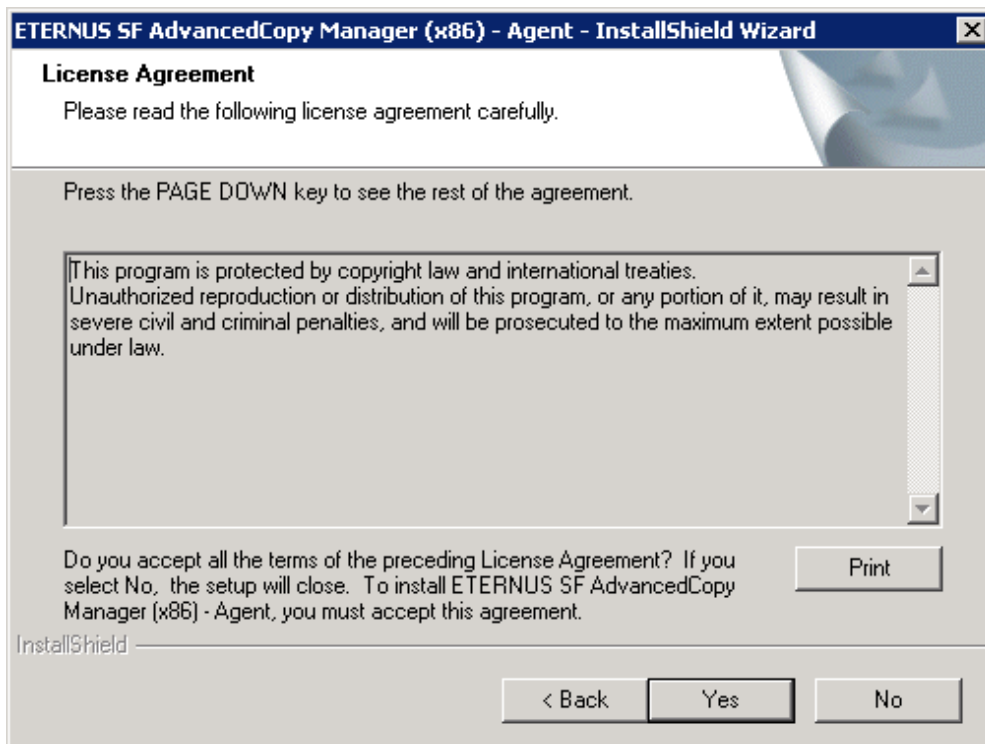 ETERNUS SF AdvancedCopy Manager (x86) - Agent - InstallShield Wizard
License Agreement
Please read the following license agreement carefully.
Press the PAGE DOWN key to see the rest of the agreement.
This program is protected by copyright law and international treaties.
Unauthorized reproduction or distribution of this program, or any portion of it, may result in
severe civil and criminal penalties, and will be prosecuted to the maximum extent possible
under law.
Do you accept all the terms of the preceding License Agreement?  If you
select No,  the setup will close.  To install ETERNUS SF AdvancedCopy
Manager (x86) - Agent, you must accept this agreement.
Print
InstallShield
< Back
Yes
No